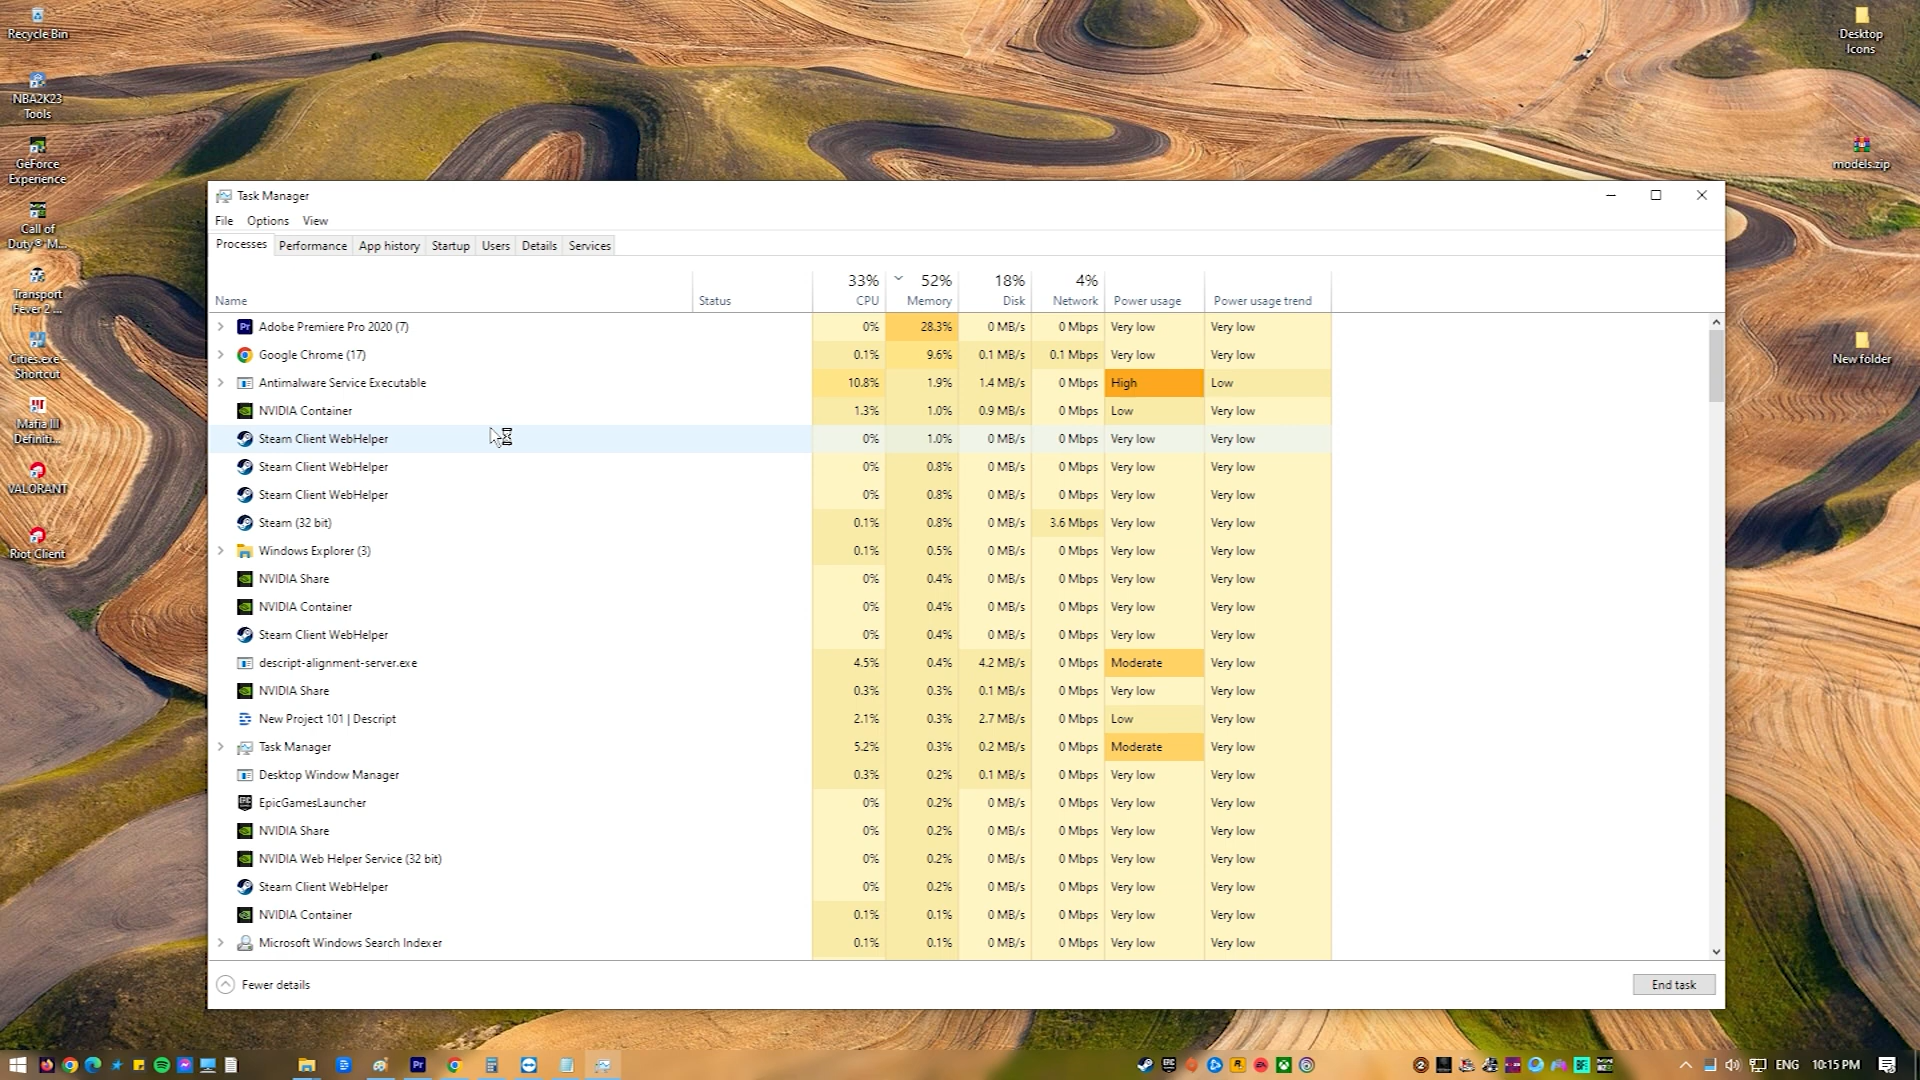 Recycle Bin
NBA2K23
Tools
GeForce
Experience
Call of
Duty® M...
Transport
Fever 2 ...
Cities.exe -
Shortcut
Mafia III
Definiti...
VALORANT
Riot Client
Desktop
Icons
models.zip
New folder
Task Manager
File Options View
Processes Performance App history Startup Users Details Services
33% 52% 18% 4%
Name Status CPU Memory Disk Network Power usage Power usage trend
Adobe Premiere Pro 2020 (7) 0% 28.3% 0 MB/s 0 Mbps Very low Very low
Google Chrome (17) 0.1% 9.6% 0.1 MB/s 0.1 Mbps Very low Very low
Antimalware Service Executable 10.8% 1.9% 1.4 MB/s 0 Mbps High Low
NVIDIA Container 1.3% 1.0% 0.9 MB/s 0 Mbps Low Very low
Steam Client WebHelper 0% 1.0% 0 MB/s 0 Mbps Very low Very low
Steam Client WebHelper 0% 0.8% 0 MB/s 0 Mbps Very low Very low
Steam Client WebHelper 0% 0.8% 0 MB/s 0 Mbps Very low Very low
Steam (32 bit) 0.1% 0.8% 0 MB/s 3.6 Mbps Very low Very low
Windows Explorer (3) 0.1% 0.5% 0 MB/s 0 Mbps Very low Very low
NVIDIA Share 0% 0.4% 0 MB/s 0 Mbps Very low Very low
NVIDIA Container 0% 0.4% 0 MB/s 0 Mbps Very low Very low
Steam Client WebHelper 0% 0.4% 0 MB/s 0 Mbps Very low Very low
descript-alignment-server.exe 4.5% 0.4% 4.2 MB/s 0 Mbps Moderate Very low
NVIDIA Share 0.3% 0.3% 0.1 MB/s 0 Mbps Very low Very low
New Project 101 | Descript 2.1% 0.3% 2.7 MB/s 0 Mbps Low Very low
Task Manager 5.2% 0.3% 0.2 MB/s 0 Mbps Moderate Very low
Desktop Window Manager 0.3% 0.2% 0.1 MB/s 0 Mbps Very low Very low
EpicGamesLauncher 0% 0.2% 0 MB/s 0 Mbps Very low Very low
NVIDIA Share 0% 0.2% 0 MB/s 0 Mbps Very low Very low
NVIDIA Web Helper Service (32 bit) 0% 0.2% 0 MB/s 0 Mbps Very low Very low
Steam Client WebHelper 0% 0.2% 0 MB/s 0 Mbps Very low Very low
NVIDIA Container 0.1% 0.1% 0 MB/s 0 Mbps Very low Very low
Microsoft Windows Search Indexer 0.1% 0.1% 0 MB/s 0 Mbps Very low Very low
Fewer details End task
ENG 10:15 PM